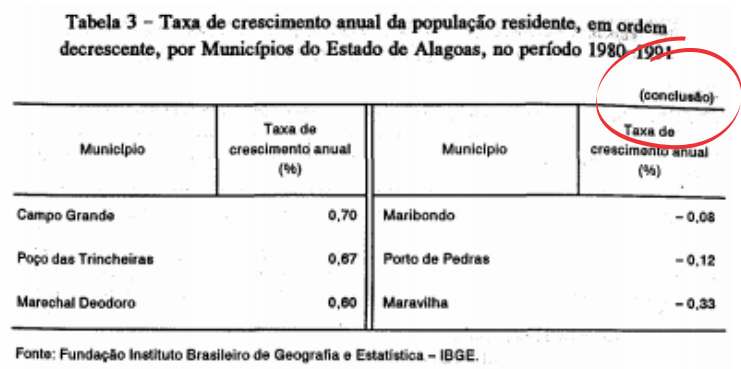 Tabela 3 – Taxa de crescimento anual da população residente, em ordem
decrescente, por Municípios do Estado de Alagoas, no período 1980-1991
(conclusão)
Município
Taxa de
crescimento anual
(%)
Município
Taxa de
crescimento anual
(%)
Campo Grande 0,70 Maribondo – 0,08
Poço das Trincheiras 0,67 Porto de Pedras – 0,12
Marechal Deodoro 0,60 Maravilha – 0,33
Fonte: Fundação Instituto Brasileiro de Geografia e Estatística – IBGE.